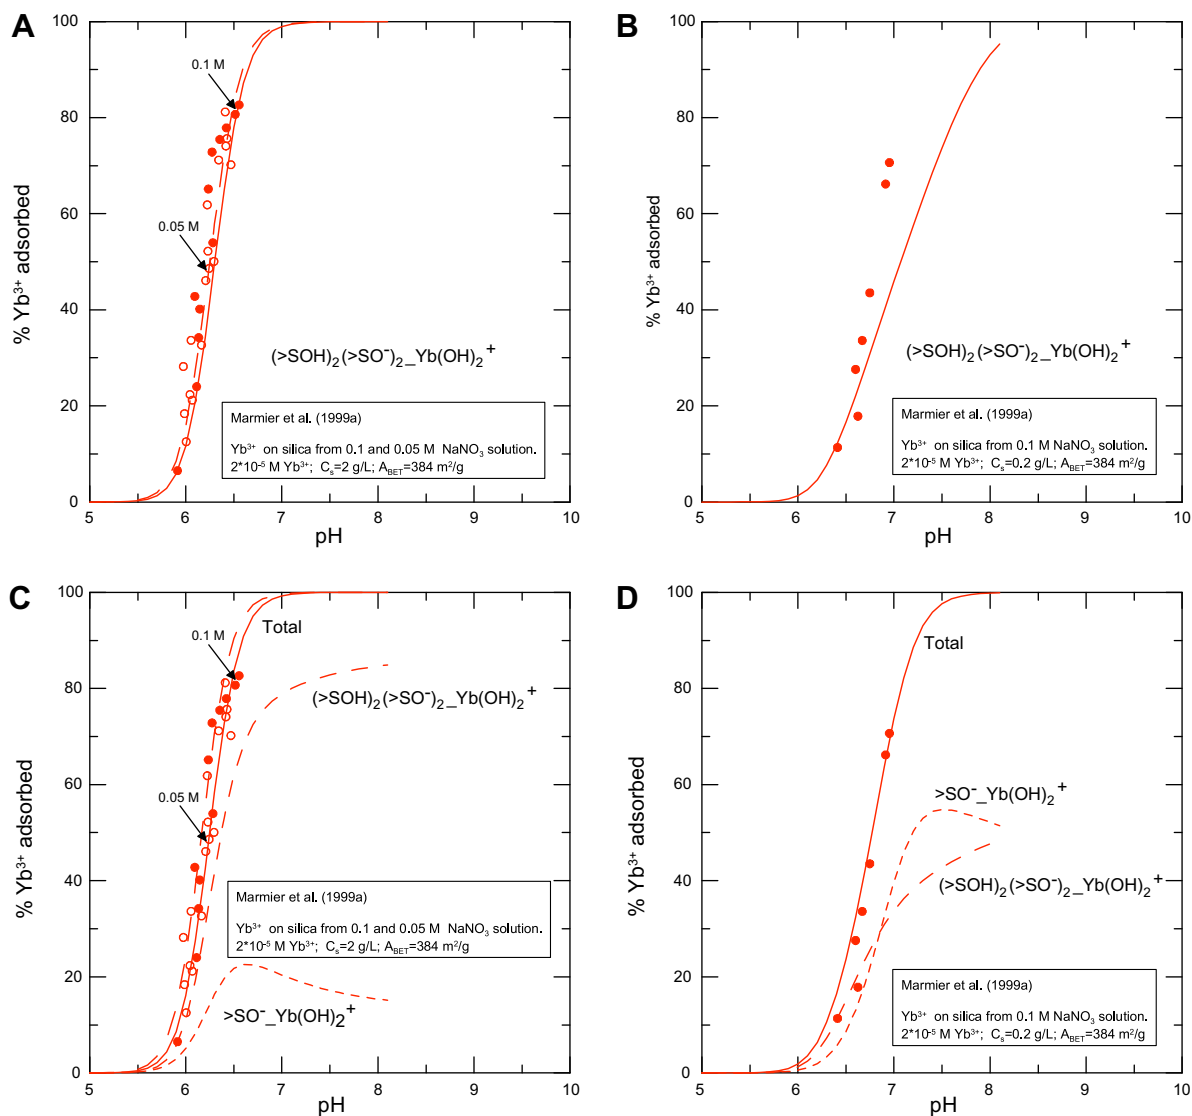 A
100
80
60
40
20
0
5
6
7
8
9
10
pH
% Yb³⁺ adsorbed
0.1 M
0.05 M
(>SOH)₂(>SO⁻)₂_Yb(OH)₂⁺
Marmier et al. (1999a)
Yb³⁺ on silica from 0.1 and 0.05 M NaNO₃ solution.
2*10⁻⁵ M Yb³⁺; Cₛ=2 g/L; A_BET=384 m²/g
B
100
80
60
40
20
0
5
6
7
8
9
10
pH
% Yb³⁺ adsorbed
(>SOH)₂(>SO⁻)₂_Yb(OH)₂⁺
Marmier et al. (1999a)
Yb³⁺ on silica from 0.1 M NaNO₃ solution.
2*10⁻⁵ M Yb³⁺; Cₛ=0.2 g/L; A_BET=384 m²/g
C
100
80
60
40
20
0
5
6
7
8
9
10
pH
% Yb³⁺ adsorbed
Total
0.1 M
(>SOH)₂(>SO⁻)₂_Yb(OH)₂⁺
0.05 M
Marmier et al. (1999a)
Yb³⁺ on silica from 0.1 and 0.05 M NaNO₃ solution.
2*10⁻⁵ M Yb³⁺; Cₛ=2 g/L; A_BET=384 m²/g
>SO⁻_Yb(OH)₂⁺
D
100
80
60
40
20
0
5
6
7
8
9
10
pH
% Yb³⁺ adsorbed
Total
>SO⁻_Yb(OH)₂⁺
(>SOH)₂(>SO⁻)₂_Yb(OH)₂⁺
Marmier et al. (1999a)
Yb³⁺ on silica from 0.1 M NaNO₃ solution.
2*10⁻⁵ M Yb³⁺; Cₛ=0.2 g/L; A_BET=384 m²/g